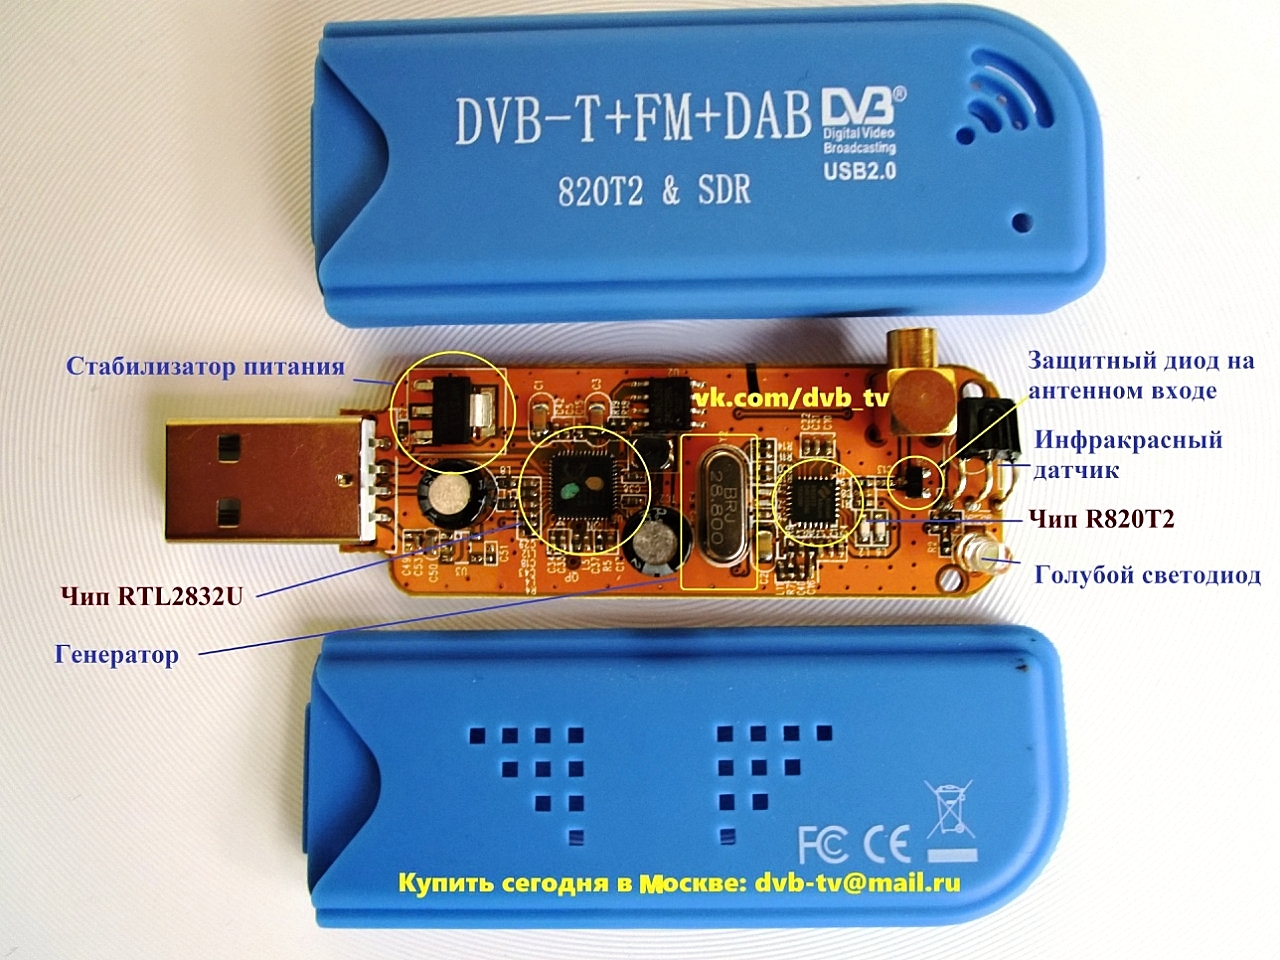 DVB-T+FM+DAB
DVB®
Digital Video
Broadcasting
USB2.0
820T2 & SDR
Стабилизатор питания
Защитный диод на
антенном входе
vk.com/dvb_tv
Инфракрасный
датчик
BRJ
28.800
Чип R820T2
Голубой светодиод
Чип RTL2832U
Генератор
FC CE
Купить сегодня в Москве: dvb-tv@mail.ru